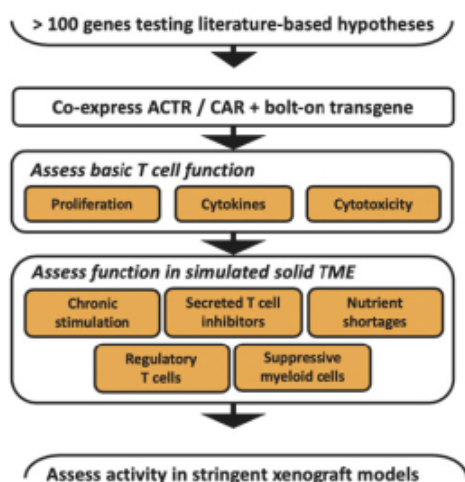 > 100 genes testing literature-based hypotheses
Co-express ACTR / CAR + bolt-on transgene
Assess basic T cell function
Proliferation
Cytokines
Cytotoxicity
Assess function in simulated solid TME
Chronic
stimulation
Secreted T cell
inhibitors
Nutrient
shortages
Regulatory
T cells
Suppressive
myeloid cells
Assess activity in stringent xenograft models